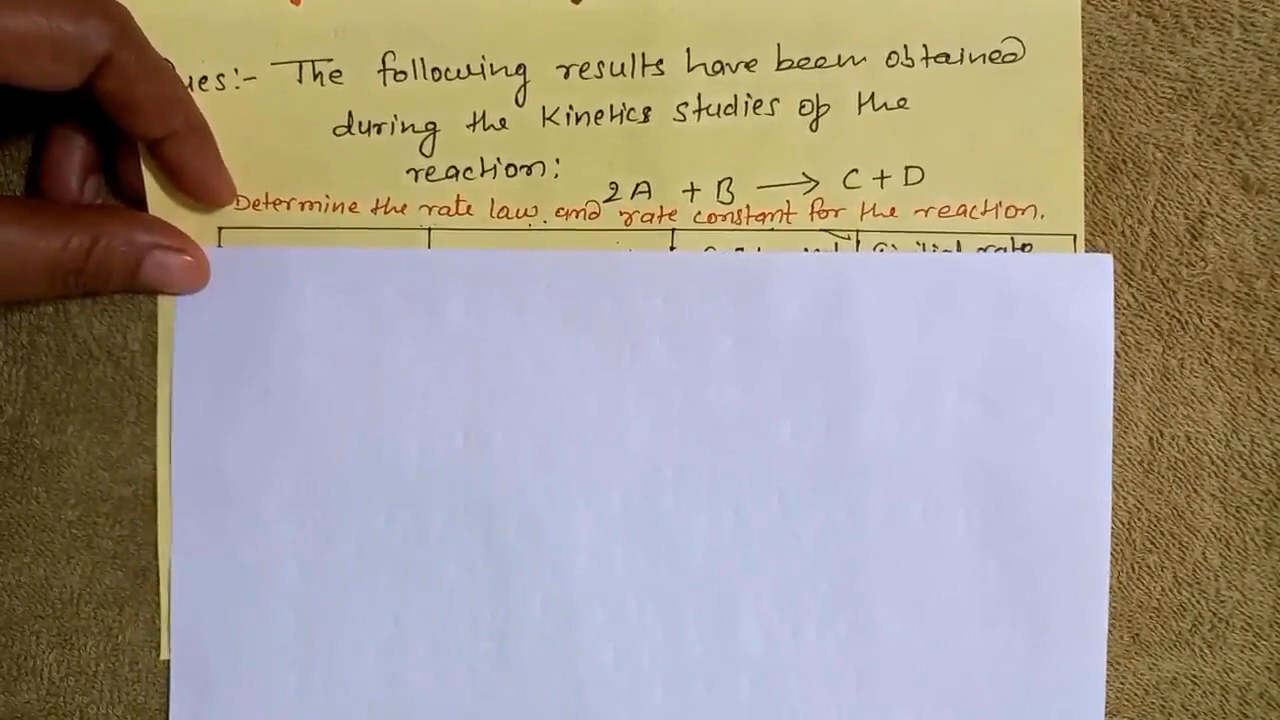 ues:- The following results have been obtained
during the Kinetics studies of the
reaction:
2A + B → C + D
Determine the rate law and rate constant for the reaction.